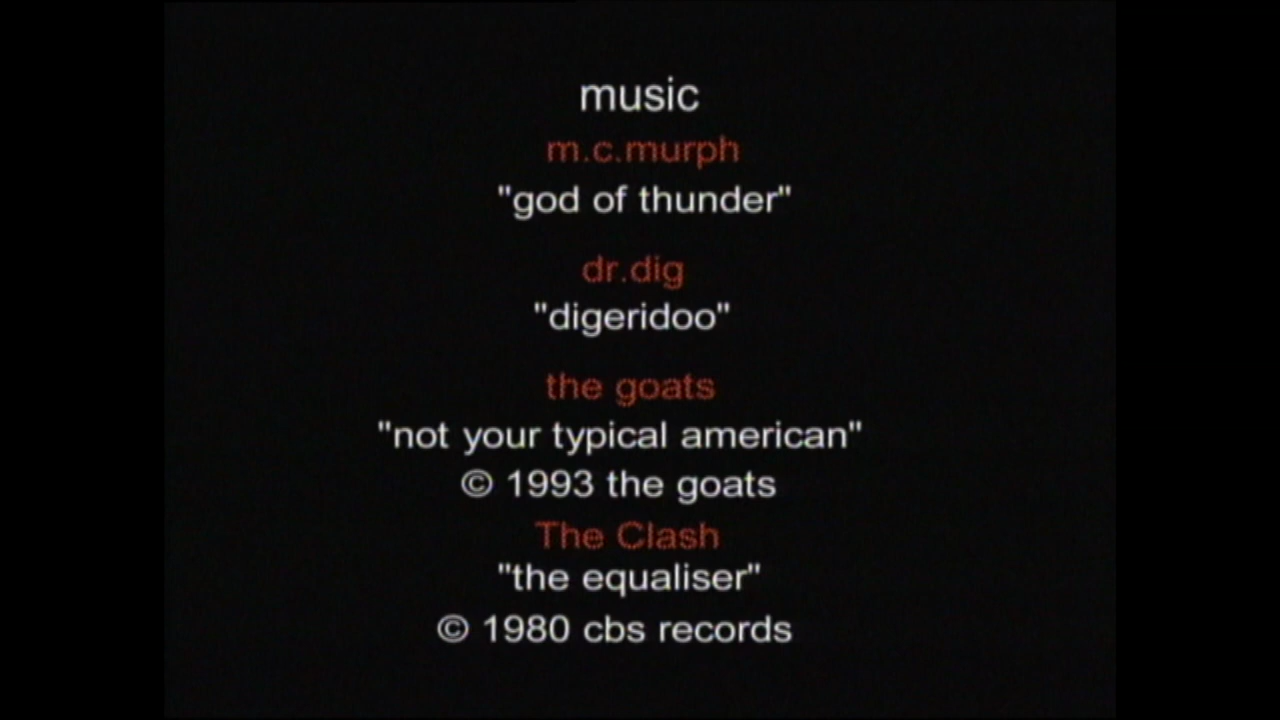 music
m.c.murph
"god of thunder"
dr.dig
"digeridoo"
the goats
"not your typical american"
© 1993 the goats
The Clash
"the equaliser"
© 1980 cbs records